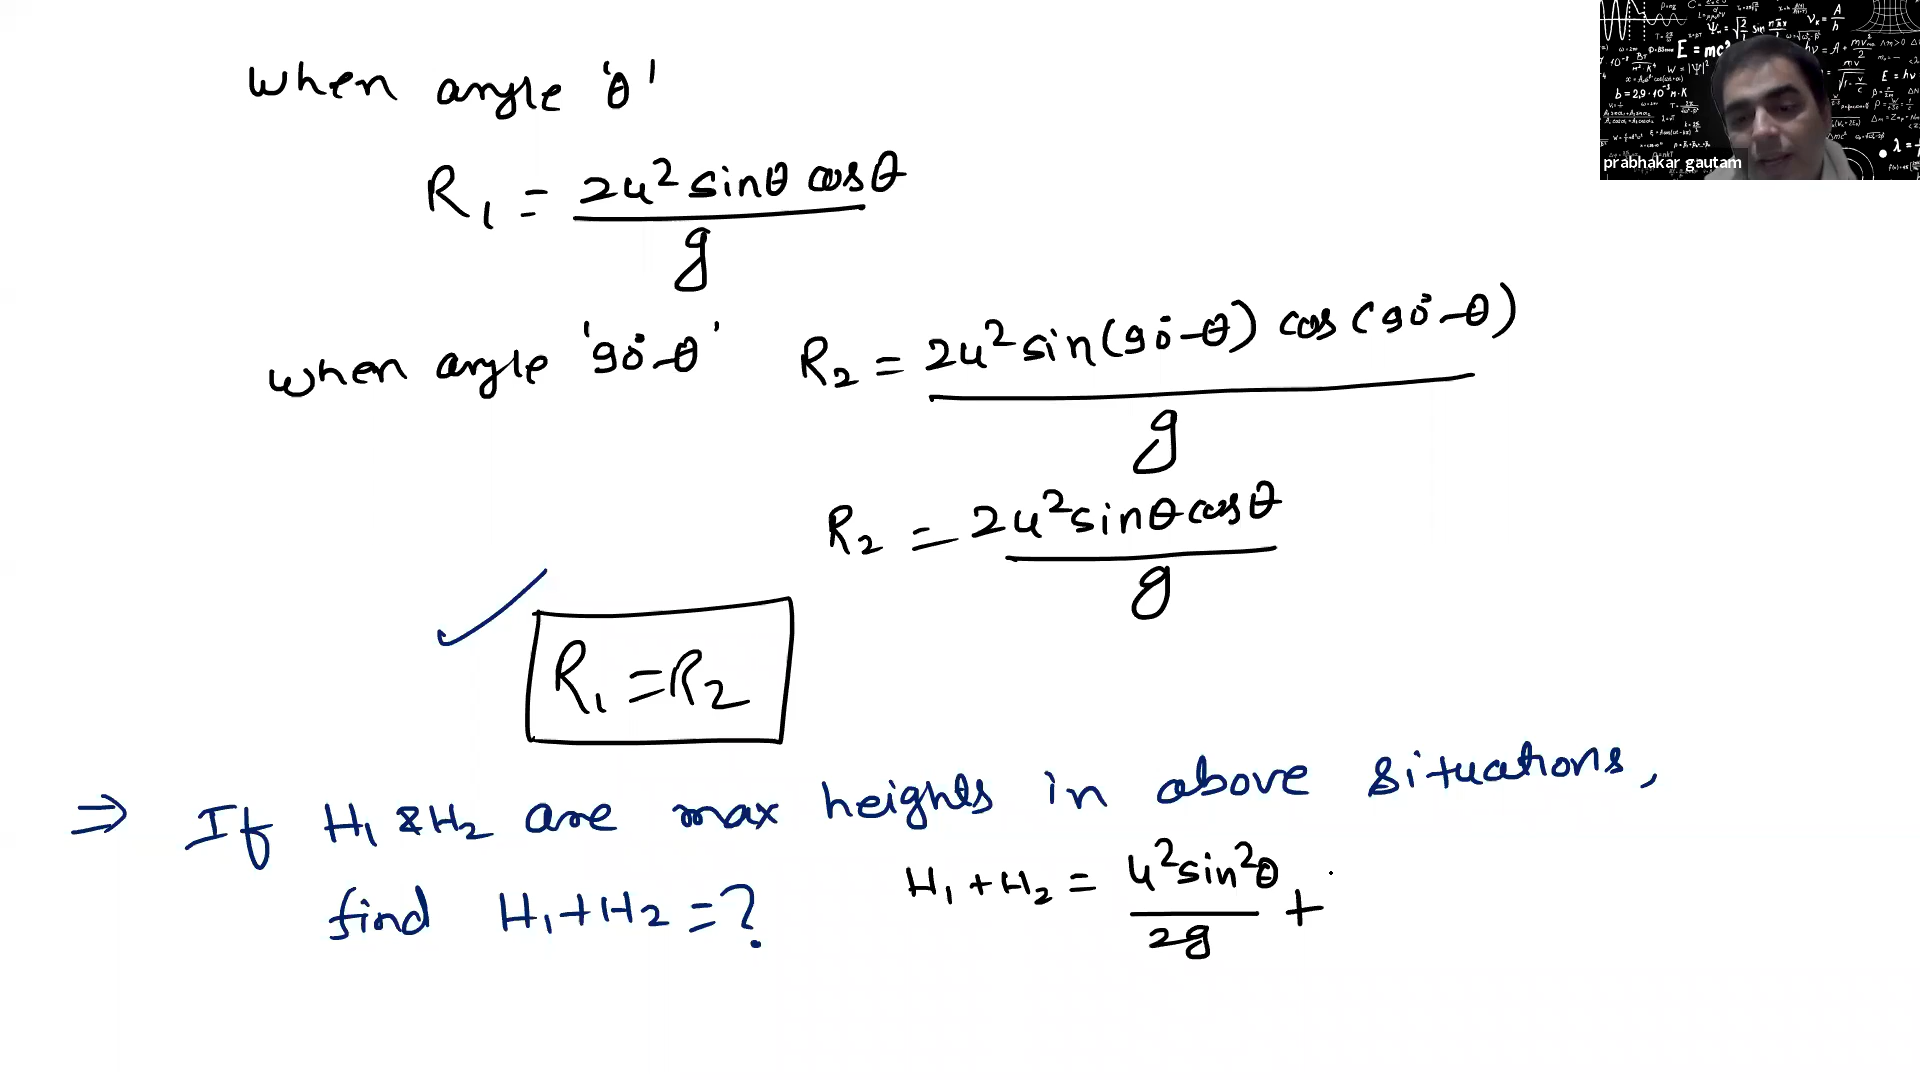 when angle 'θ'
R₁ = 2u² sinθ cosθ / g
when angle '90°-θ' R₂ = 2u² sin(90°-θ) cos(90°-θ) / g
R₂ = 2u² sinθ cosθ / g
R₁ = R₂
⇒ If H₁ & H₂ are max heights in above situations,
find H₁+H₂ = ?
H₁ + H₂ = u² sin²θ / 2g +
prabhakar gautam